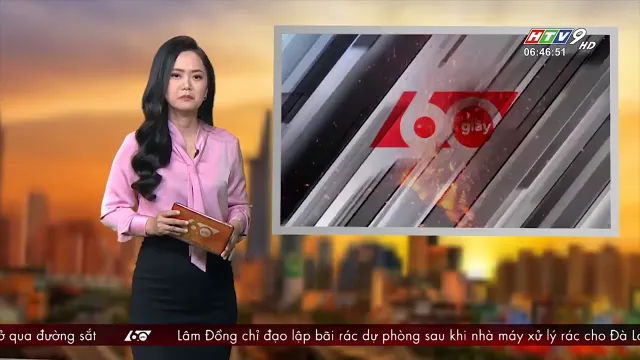 HTV9 HD
06:46:51
60 giây
ở qua đường sắt 60 Lâm Đồng chỉ đạo lập bãi rác dự phòng sau khi nhà máy xử lý rác cho Đà L